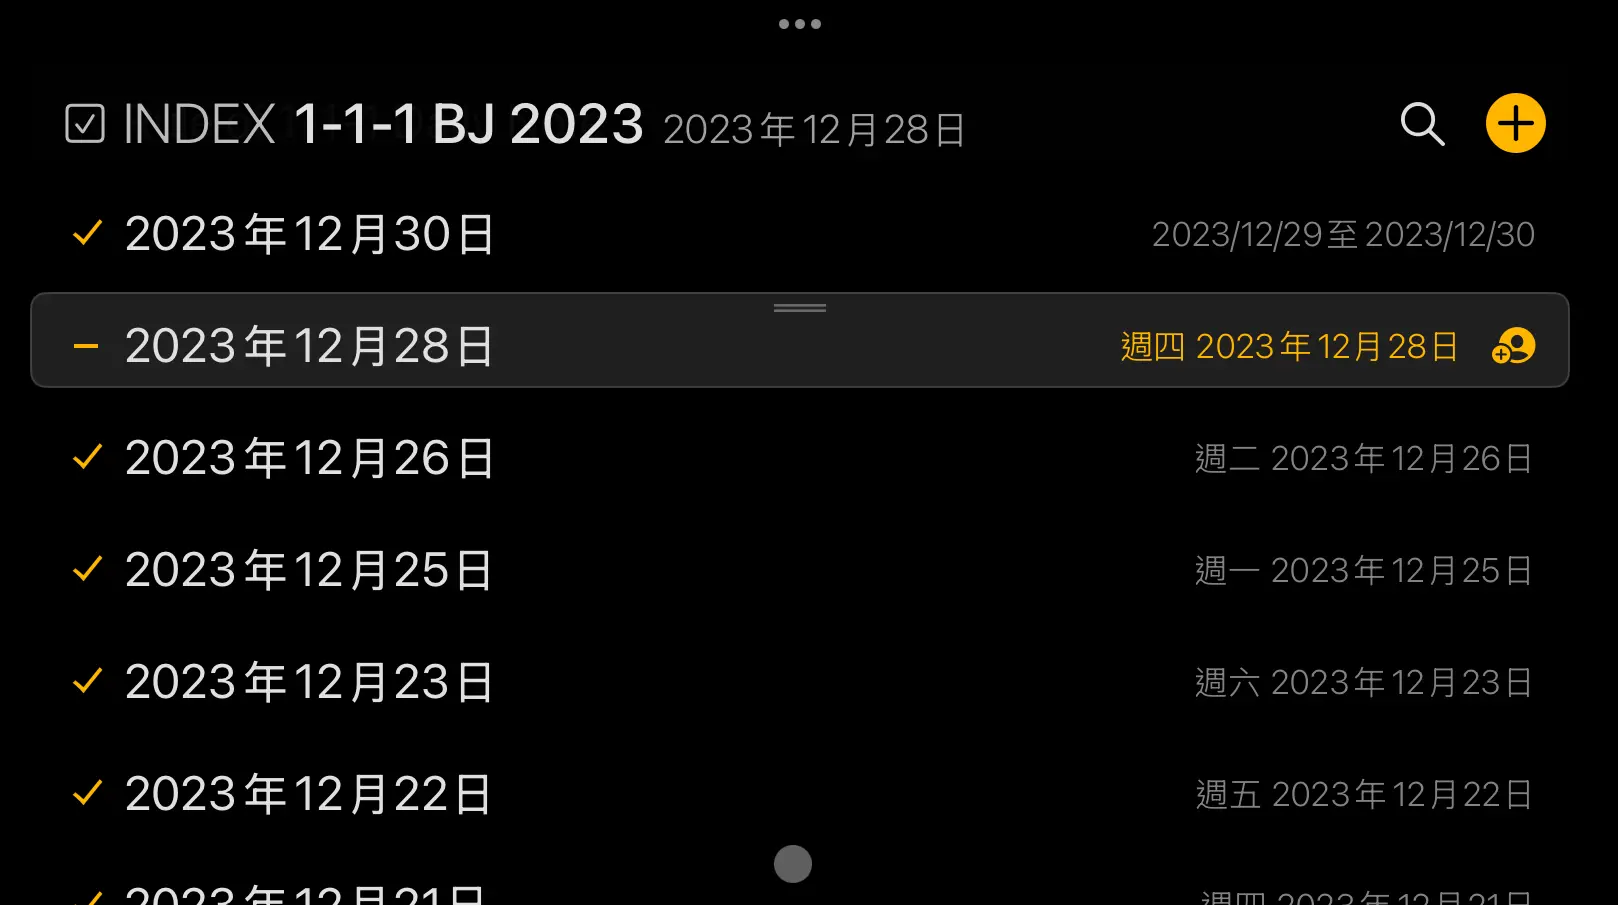 INDEX 1-1-1 BJ 2023 2023年12月28日
2023年12月30日 2023/12/29至2023/12/30
2023年12月28日 週四 2023年12月28日
2023年12月26日 週二 2023年12月26日
2023年12月25日 週一 2023年12月25日
2023年12月23日 週六 2023年12月23日
2023年12月22日 週五 2023年12月22日
2023年12月21日 週四 2023年12月21日